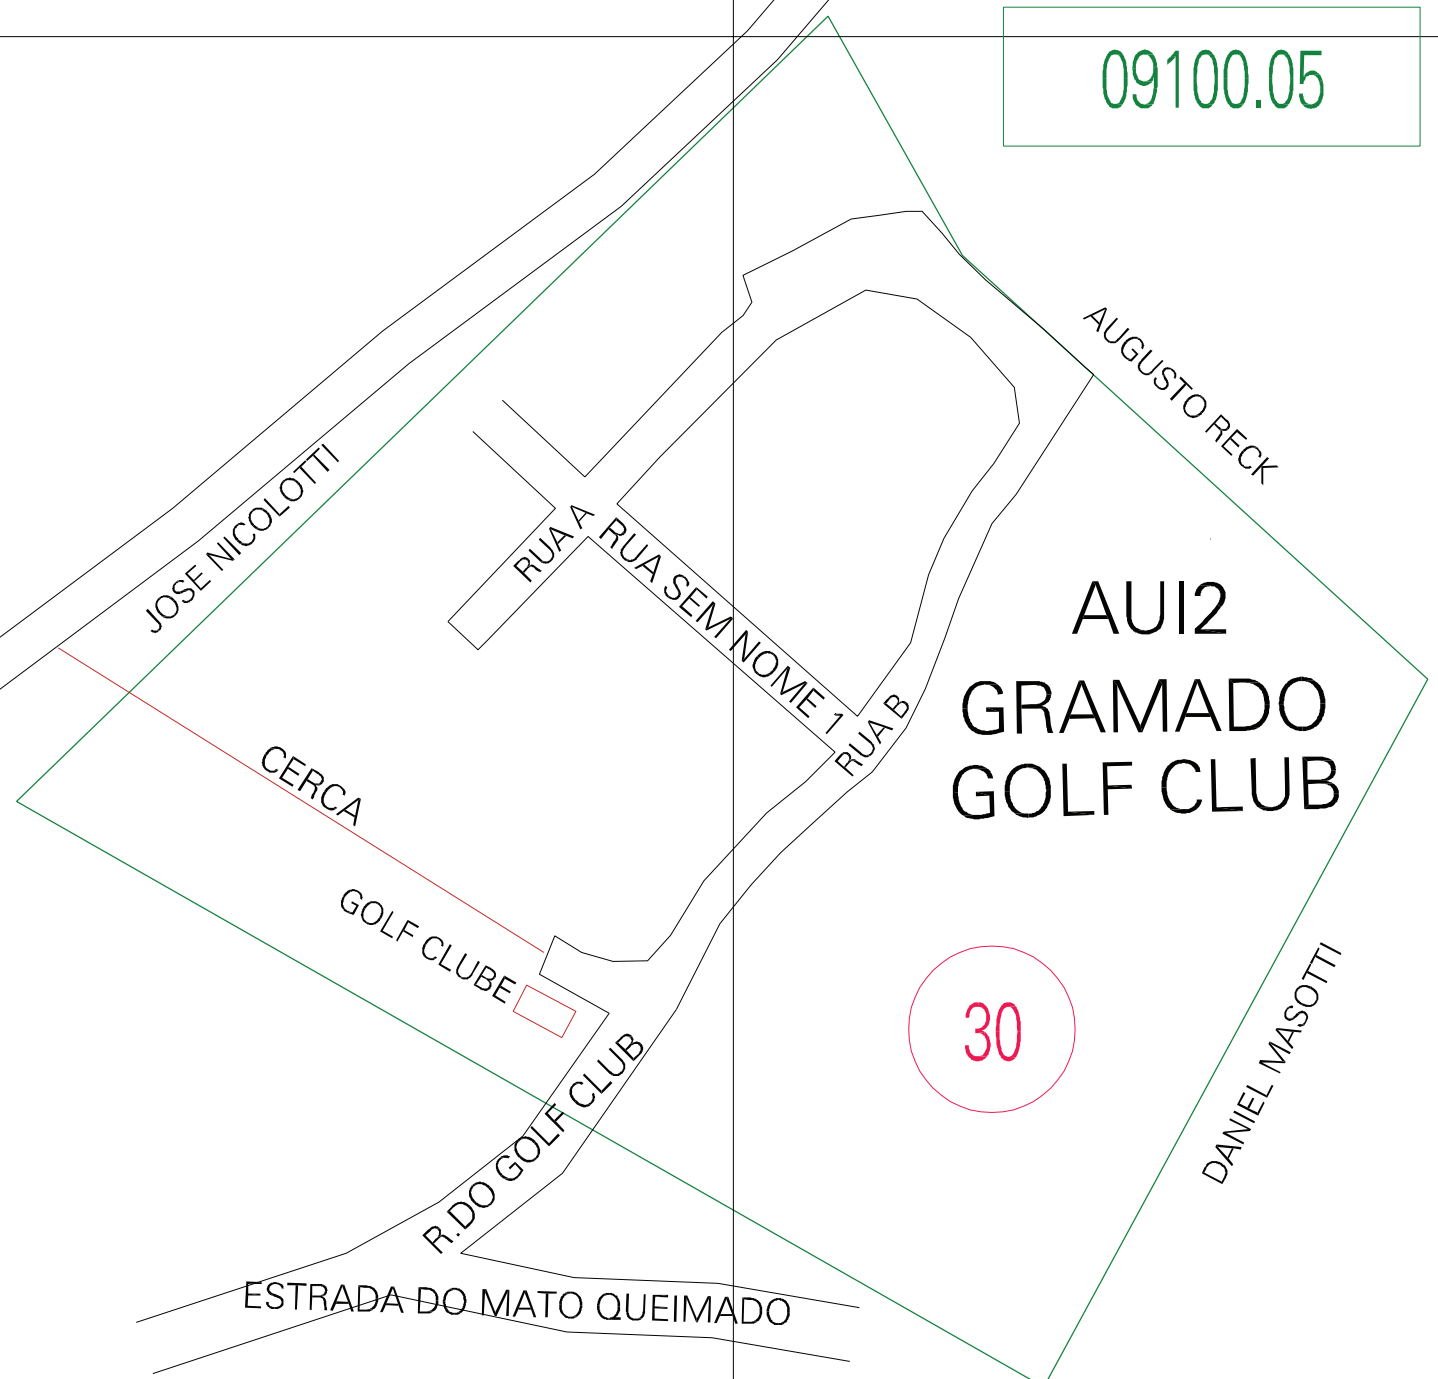 09100.05
AUGUSTO RECK
JOSE NICOLOTTI
RUA A
RUA SEM NOME 1
RUA B
AUI2
GRAMADO
GOLF CLUB
CERCA
GOLF CLUBE
30
DANIEL MASOTTI
R.DO GOLF CLUB
ESTRADA DO MATO QUEIMADO